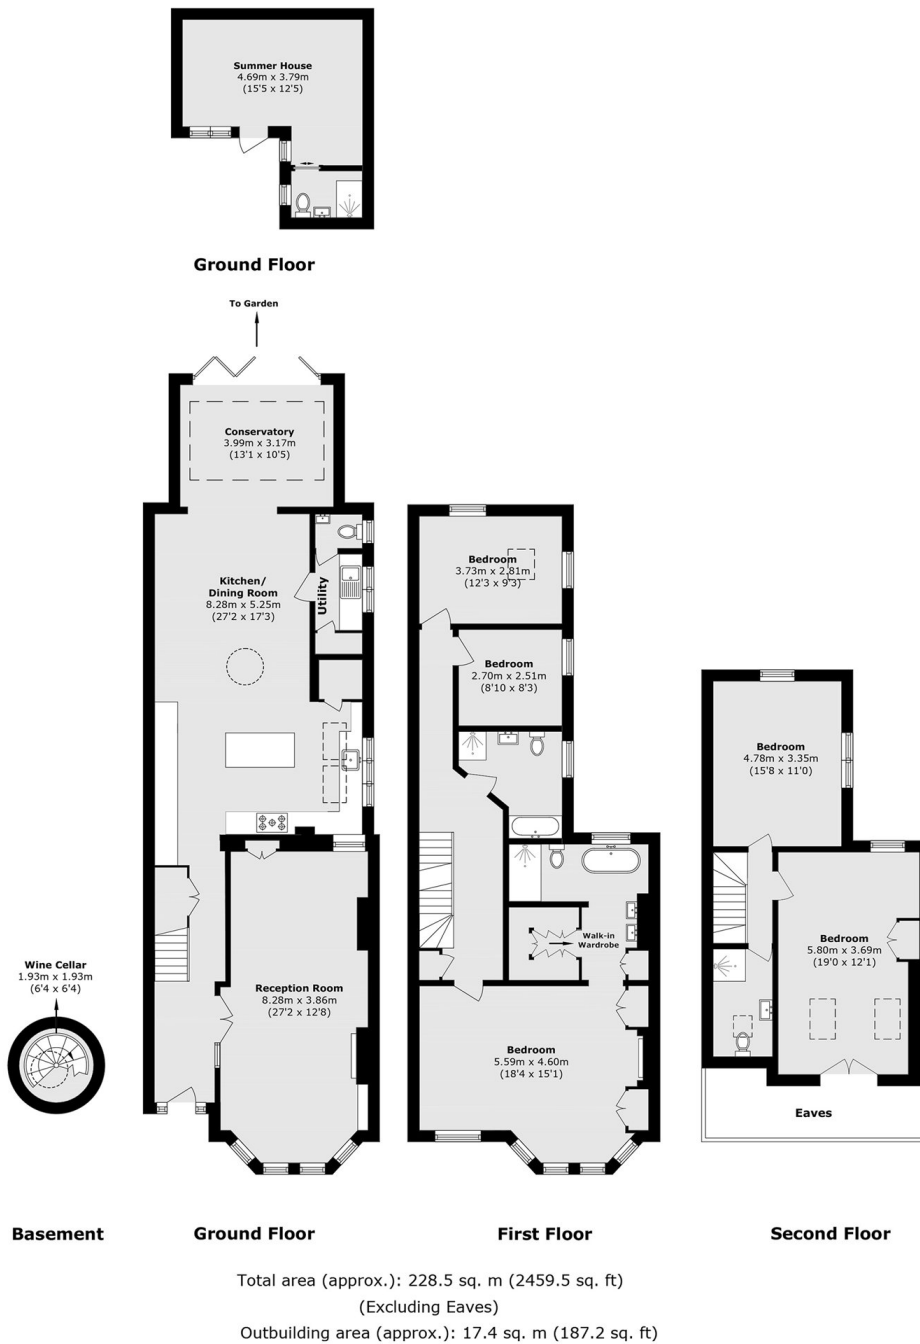 Summer House
4.69m x 3.79m
(15'5 x 12'5)
Ground Floor
To Garden
Conservatory
3.99m x 3.17m
(13'1 x 10'5)
Kitchen/
Dining Room
8.28m x 5.25m
(27'2 x 17'3)
Utility
Bedroom
3.73m x 2.81m
(12'3 x 9'3)
Bedroom
2.70m x 2.51m
(8'10 x 8'3)
Bedroom
4.78m x 3.35m
(15'8 x 11'0)
Walk-in
Wardrobe
Bedroom
5.80m x 3.69m
(19'0 x 12'1)
Wine Cellar
1.93m x 1.93m
(6'4 x 6'4)
Reception Room
8.28m x 3.86m
(27'2 x 12'8)
Bedroom
5.59m x 4.60m
(18'4 x 15'1)
Eaves
Basement
Ground Floor
First Floor
Second Floor
Total area (approx.): 228.5 sq. m (2459.5 sq. ft)
(Excluding Eaves)
Outbuilding area (approx.): 17.4 sq. m (187.2 sq. ft)